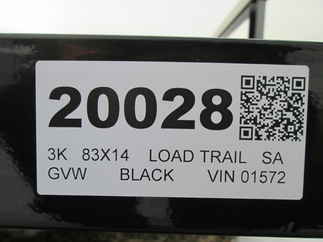 20028
3K 83X14 LOAD TRAIL SA
GVW BLACK VIN 01572